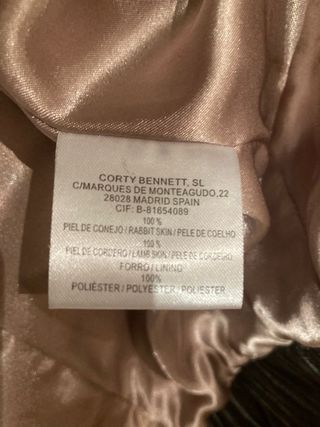 CORTY BENNETT, SL
C/MARQUES DE MONTEAGUDO,22
28028 MADRID SPAIN
CIF: B-81654089
100 %
PIEL DE CONEJO / RABBIT SKIN / PELE DE COELHO
100 %
PIEL DE CORDERO / LAMB SKIN / PELE DE CORDEIRO
FORRO / LINING
100%
POLIÉSTER / POLYESTER / POLIESTER